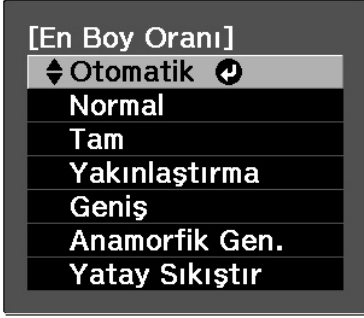 [En Boy Oranı]
Otomatik
Normal
Tam
Yakınlaştırma
Geniş
Anamorfik Gen.
Yatay Sıkıştır